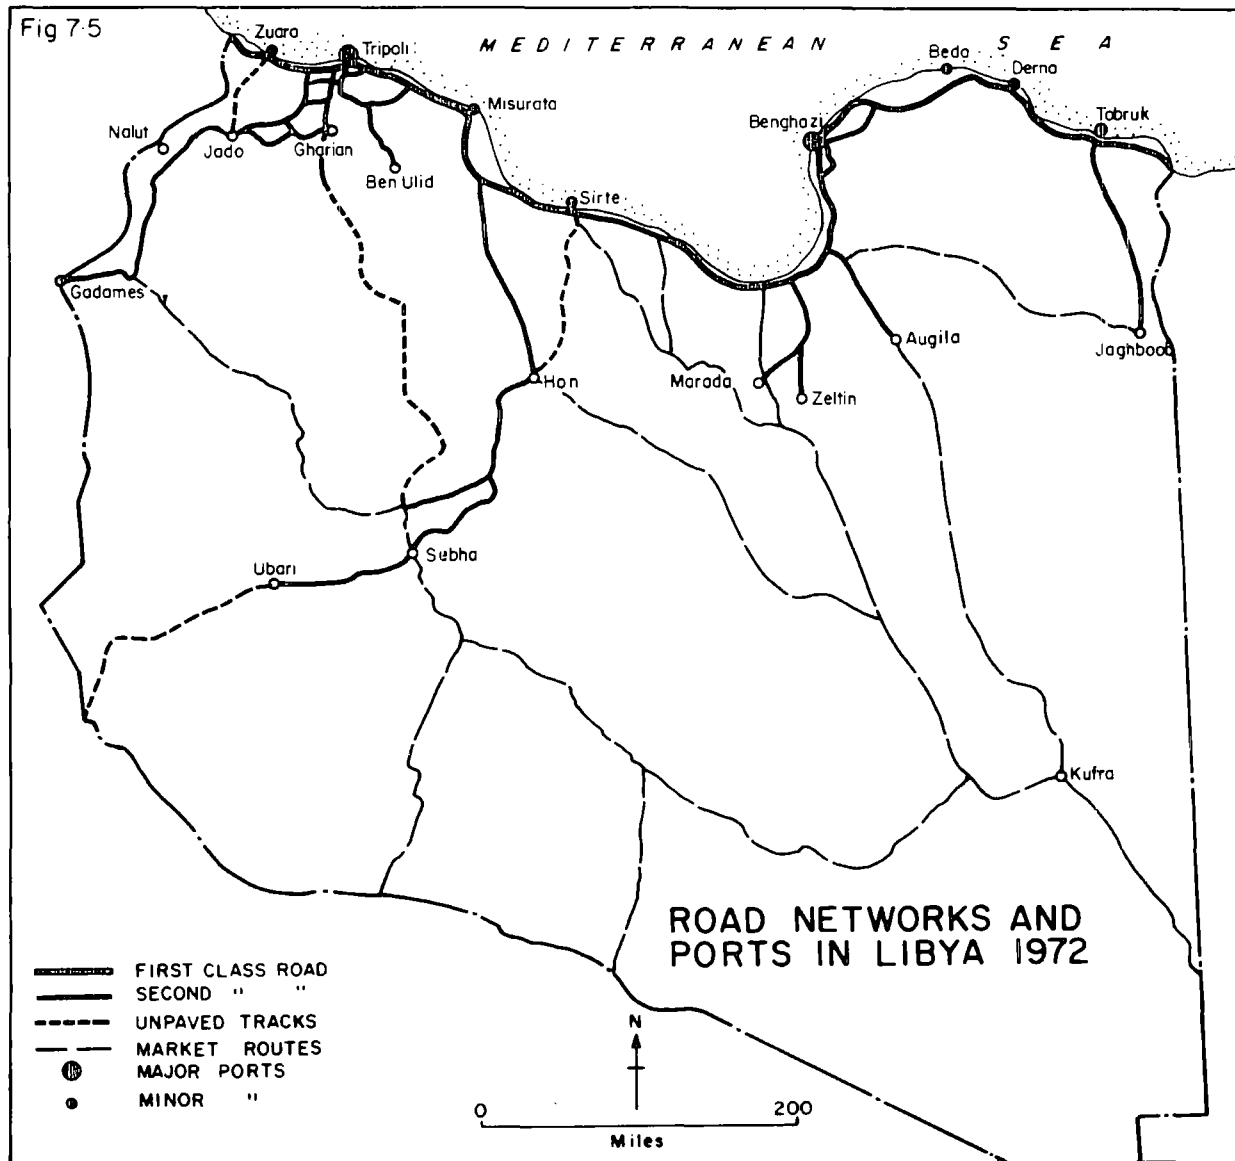 Fig 7·5
MEDITERRANEAN SEA
Zuara
Tripoli
Beda
Derna
Misurata
Tobruk
Benghazi
Nalut
Jado
Gharian
Ben Ulid
Sirte
Gadames
Augila
Jaghboob
Hon
Marada
Zeltin
Sebha
Ubari
Kufra
ROAD NETWORKS AND
PORTS IN LIBYA 1972
FIRST CLASS ROAD
SECOND " "
UNPAVED TRACKS
MARKET ROUTES
MAJOR PORTS
MINOR "
N
0 200
Miles